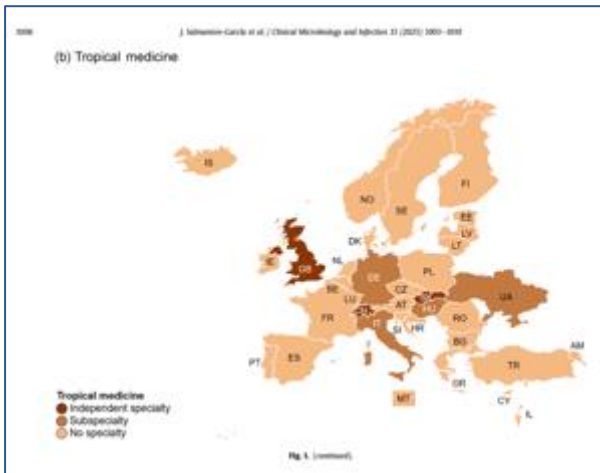 J. Salmanton-García et al. / Clinical Microbiology and Infection 31 (2025)
(b) Tropical medicine
IS
FI
NO
SE
EE
LV
DK
LT
IE
GB
NL
DE
PL
BE
LU
CZ
UA
FR
AT
HU
RO
SI
HR
IT
BG
PT
ES
TR
AM
GR
MT
CY
IL
Tropical medicine
Independent specialty
Subspecialty
No specialty
Fig. 1. (continued).